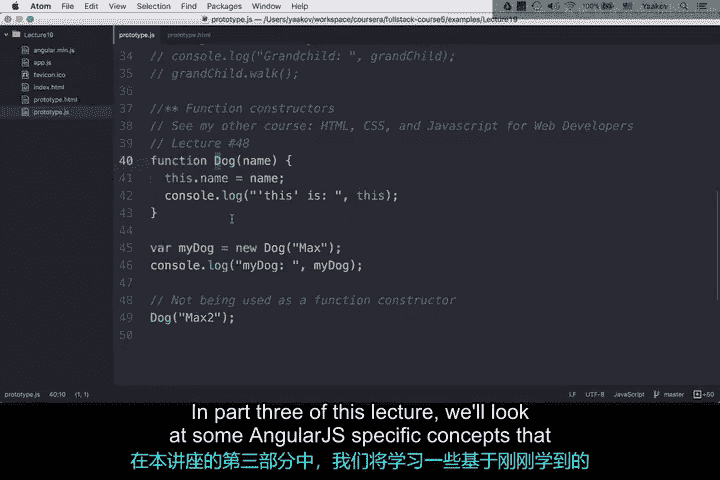 Atom File Edit View Selection Find Packages Window Help 100% Yaakov
prototype.js — /Users/yaakov/workspace/coursera/fullstack-course5/examples/Lecture19
Lecture19
angular.min.js
app.js
favicon.ico
index.html
prototype.html
prototype.js
prototype.js prototype.html
34 // console.log("Grandchild: ", grandChild);
35 // grandChild.walk();
36
37 //** Function constructors
38 // See my other course: HTML, CSS, and Javascript for Web Developers
39 // Lecture #48
40 function Dog(name) {
41 this.name = name;
42 console.log("'this' is: ", this);
43 }
44
45 var myDog = new Dog("Max");
46 console.log("myDog: ", myDog);
47
48 // Not being used as a function constructor
49 Dog("Max2");
50
prototype.js 40:10 (1, 1) LF UTF-8 JavaScript master +50
In part three of this lecture, we'll look
at some AngularJS specific concepts that
在本讲座的第三部分中，我们将学习一些基于刚刚学到的